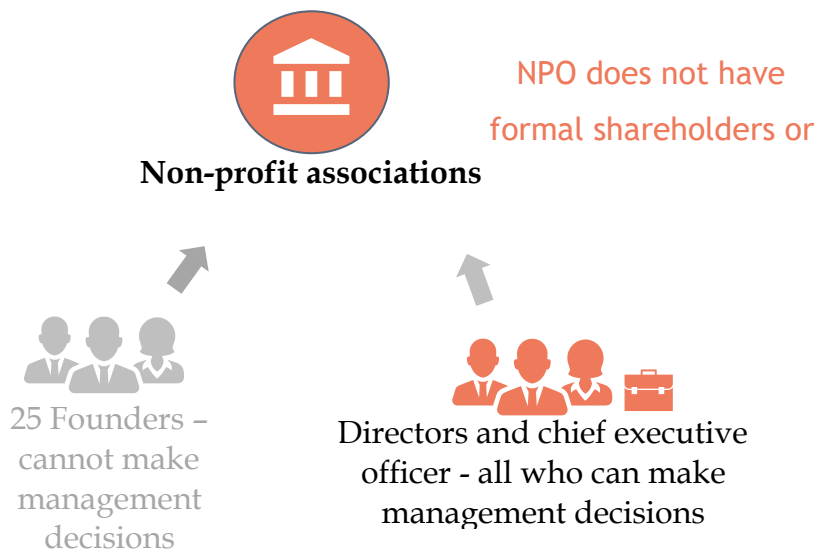 NPO does not have
formal shareholders or
Non-profit associations
25 Founders –
cannot make
management
decisions
Directors and chief executive
officer - all who can make
management decisions